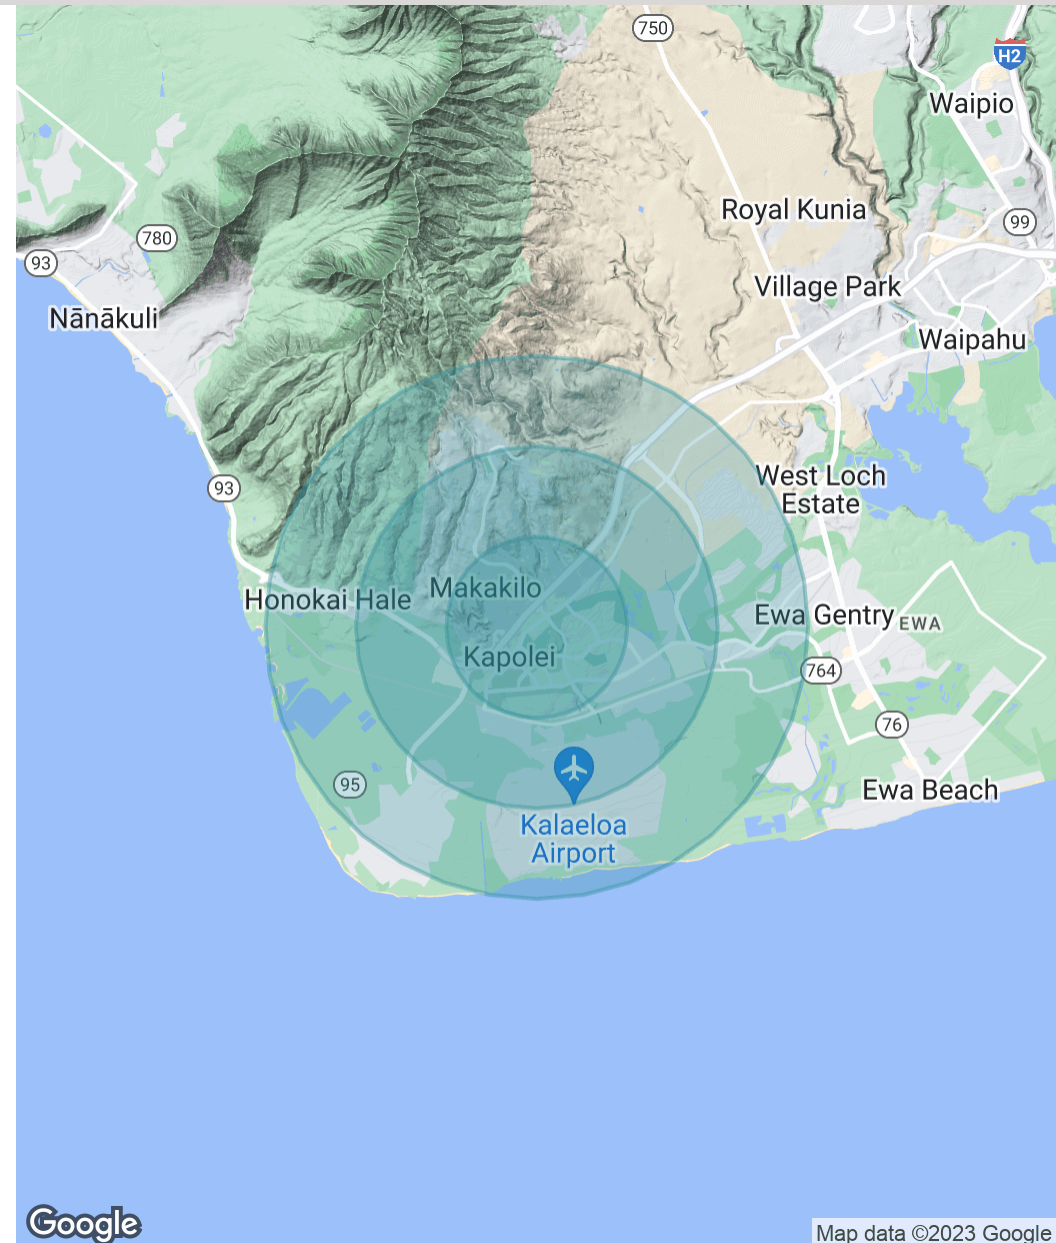 750
H2
Waipio
Royal Kunia
99
780
93
Village Park
Nānākuli
Waipahu
West Loch
Estate
93
Makakilo
Honokai Hale
Ewa Gentry
EWA
Kapolei
764
76
95
Ewa Beach
Kalaeloa
Airport
Google
Map data ©2023 Google